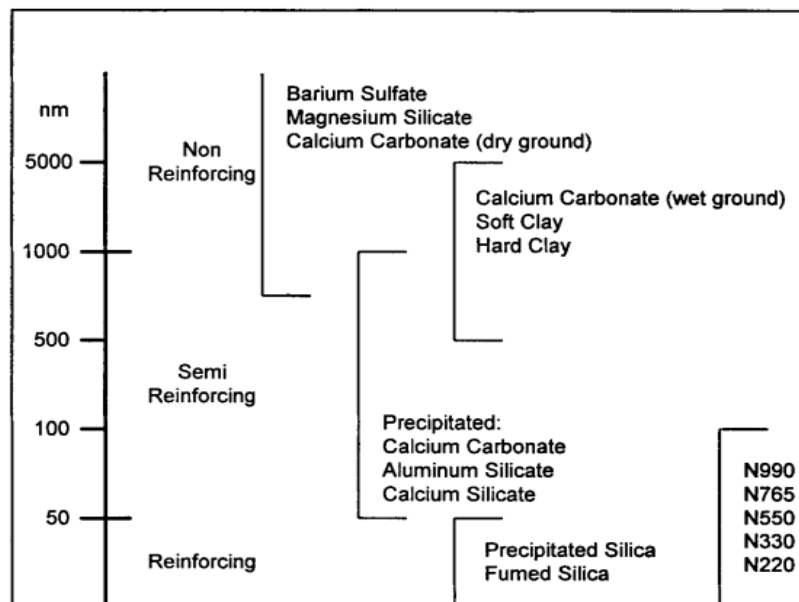 nm
5000
1000
500
100
50
Non
Reinforcing
Semi
Reinforcing
Reinforcing
Barium Sulfate
Magnesium Silicate
Calcium Carbonate (dry ground)
Calcium Carbonate (wet ground)
Soft Clay
Hard Clay
Precipitated:
Calcium Carbonate
Aluminum Silicate
Calcium Silicate
Precipitated Silica
Fumed Silica
N990
N765
N550
N330
N220